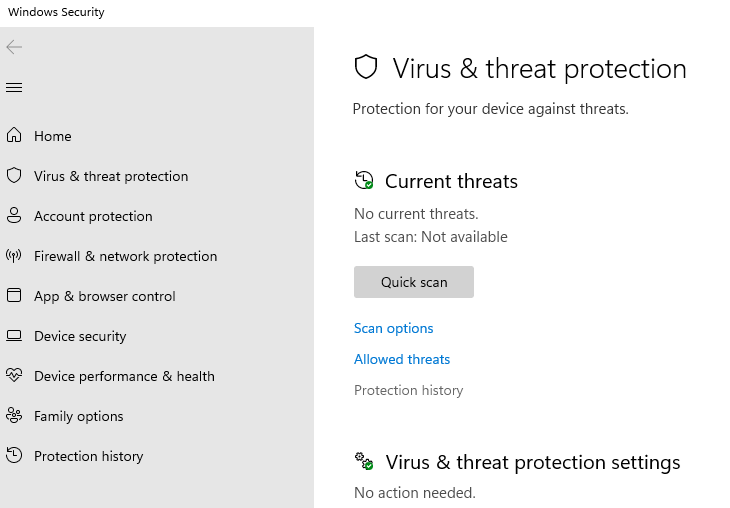 Windows Security
Home
Virus & threat protection
Account protection
Firewall & network protection
App & browser control
Device security
Device performance & health
Family options
Protection history
Virus & threat protection
Protection for your device against threats.
Current threats
No current threats.
Last scan: Not available
Quick scan
Scan options
Allowed threats
Protection history
Virus & threat protection settings
No action needed.